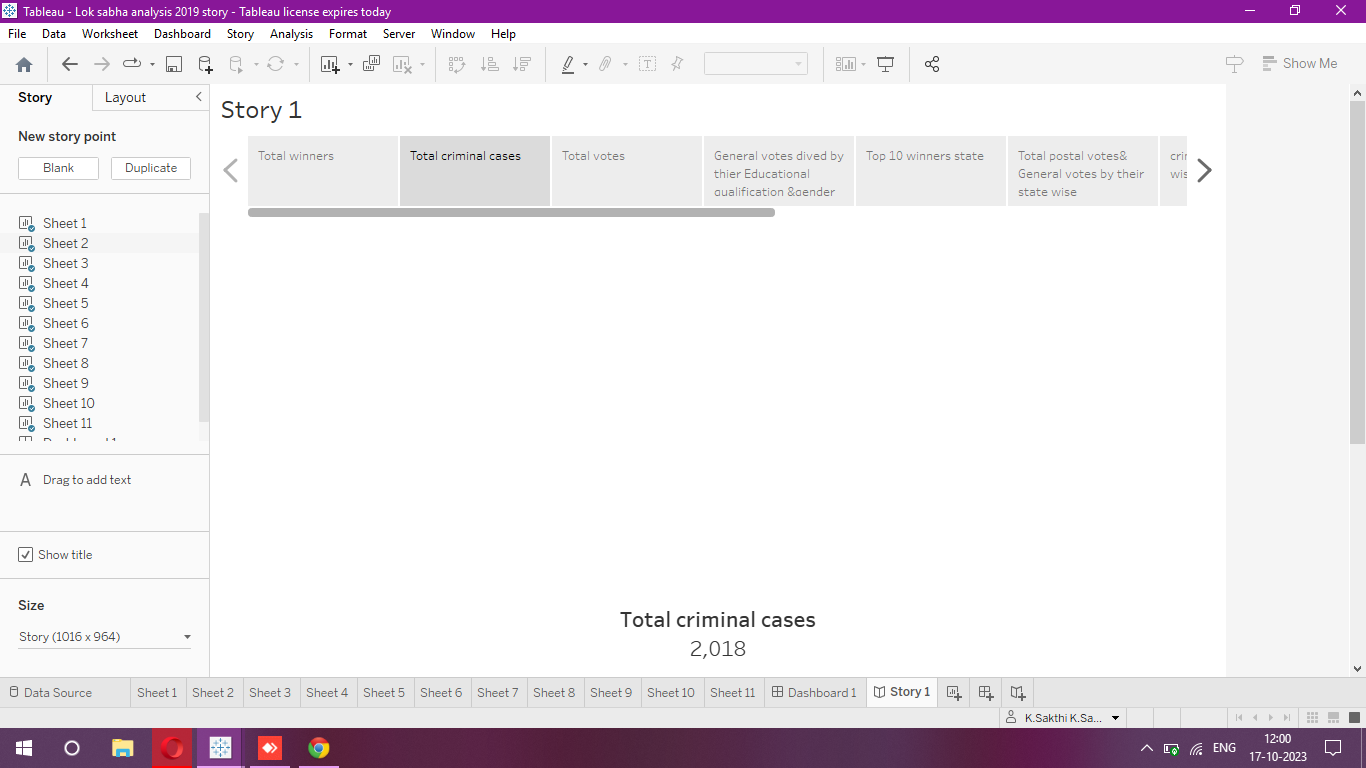 Tableau - Lok sabha analysis 2019 story - Tableau license expires today
File Data Worksheet Dashboard Story Analysis Format Server Window Help
Show Me
Story Layout
New story point
Blank Duplicate
Sheet 1
Sheet 2
Sheet 3
Sheet 4
Sheet 5
Sheet 6
Sheet 7
Sheet 8
Sheet 9
Sheet 10
Sheet 11
A Drag to add text
Show title
Size
Story (1016 x 964)
Story 1
Total winners
Total criminal cases
Total votes
General votes dived by
thier Educational
qualification &gender
Top 10 winners state
Total postal votes&
General votes by their
state wise
Total criminal cases
2,018
Data Source Sheet 1 Sheet 2 Sheet 3 Sheet 4 Sheet 5 Sheet 6 Sheet 7 Sheet 8 Sheet 9 Sheet 10 Sheet 11 Dashboard 1 Story 1
K.Sakthi K.Sa...
ENG
12:00
17-10-2023